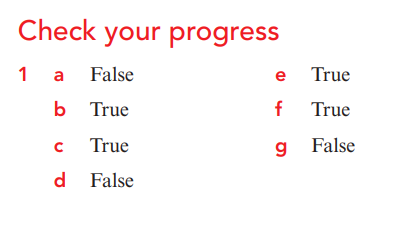 Check your progress
1 a False
b True
c True
d False
e True
f True
g False